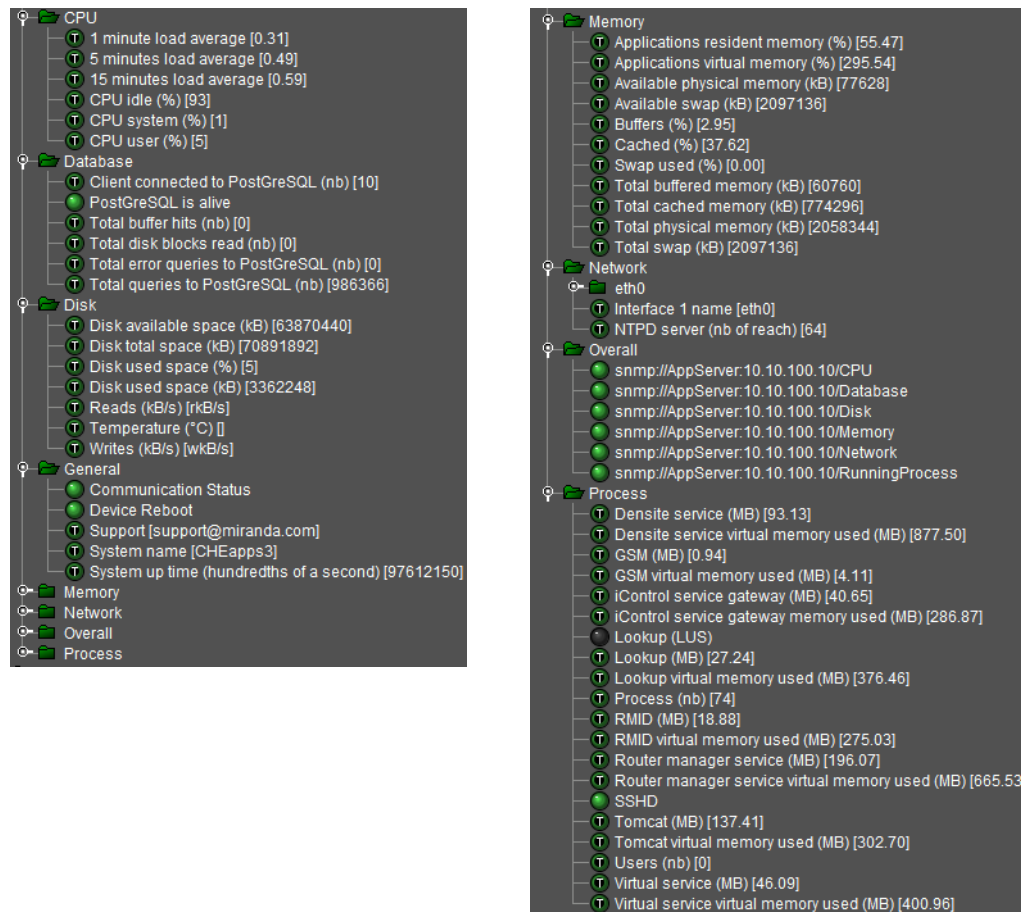 CPU
1 minute load average [0.31]
5 minutes load average [0.49]
15 minutes load average [0.59]
CPU idle (%) [93]
CPU system (%) [1]
CPU user (%) [5]
Database
Client connected to PostGreSQL (nb) [10]
PostGreSQL is alive
Total buffer hits (nb) [0]
Total disk blocks read (nb) [0]
Total error queries to PostGreSQL (nb) [0]
Total queries to PostGreSQL (nb) [986366]
Disk
Disk available space (kB) [63870440]
Disk total space (kB) [70891892]
Disk used space (%) [5]
Disk used space (kB) [3362248]
Reads (kB/s) [rkB/s]
Temperature (°C) []
Writes (kB/s) [wkB/s]
General
Communication Status
Device Reboot
Support [support@miranda.com]
System name [CHEapps3]
System up time (hundredths of a second) [97612150]
Memory
Network
Overall
Process
Memory
Applications resident memory (%) [55.47]
Applications virtual memory (%) [295.54]
Available physical memory (kB) [77628]
Available swap (kB) [2097136]
Buffers (%) [2.95]
Cached (%) [37.62]
Swap used (%) [0.00]
Total buffered memory (kB) [60760]
Total cached memory (kB) [774296]
Total physical memory (kB) [2058344]
Total swap (kB) [2097136]
Network
eth0
Interface 1 name [eth0]
NTPD server (nb of reach) [64]
Overall
snmp://AppServer:10.10.100.10/CPU
snmp://AppServer:10.10.100.10/Database
snmp://AppServer:10.10.100.10/Disk
snmp://AppServer:10.10.100.10/Memory
snmp://AppServer:10.10.100.10/Network
snmp://AppServer:10.10.100.10/RunningProcess
Process
Densite service (MB) [93.13]
Densite service virtual memory used (MB) [877.50]
GSM (MB) [0.94]
GSM virtual memory used (MB) [4.11]
iControl service gateway (MB) [40.65]
iControl service gateway memory used (MB) [286.87]
Lookup (LUS)
Lookup (MB) [27.24]
Lookup virtual memory used (MB) [376.46]
Process (nb) [74]
RMID (MB) [18.88]
RMID virtual memory used (MB) [275.03]
Router manager service (MB) [196.07]
Router manager service virtual memory used (MB) [665.53
SSHD
Tomcat (MB) [137.41]
Tomcat virtual memory used (MB) [302.70]
Users (nb) [0]
Virtual service (MB) [46.09]
Virtual service virtual memory used (MB) [400.96]